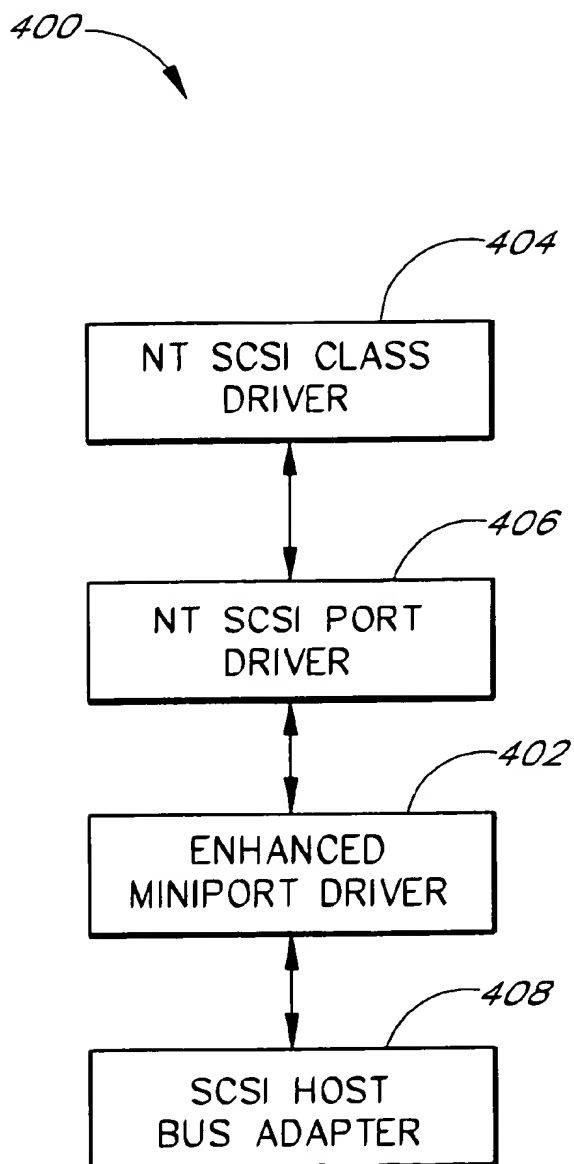 400
404
NT SCSI CLASS
DRIVER
406
NT SCSI PORT
DRIVER
402
ENHANCED
MINIPORT DRIVER
408
SCSI HOST
BUS ADAPTER